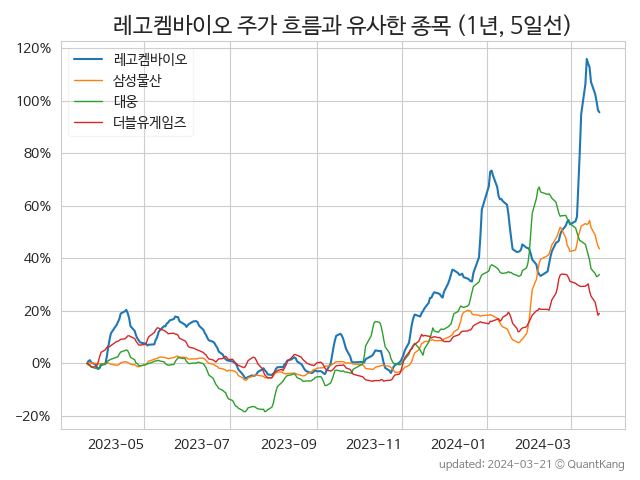 레고켐바이오 주가 흐름과 유사한 종목 (1년, 5일선)
120%
100%
80%
60%
40%
20%
0%
−20%
레고켐바이오
삼성물산
대웅
더블유게임즈
2023-05
2023-07
2023-09
2023-11
2024-01
2024-03
updated: 2024-03-21 © QuantKang